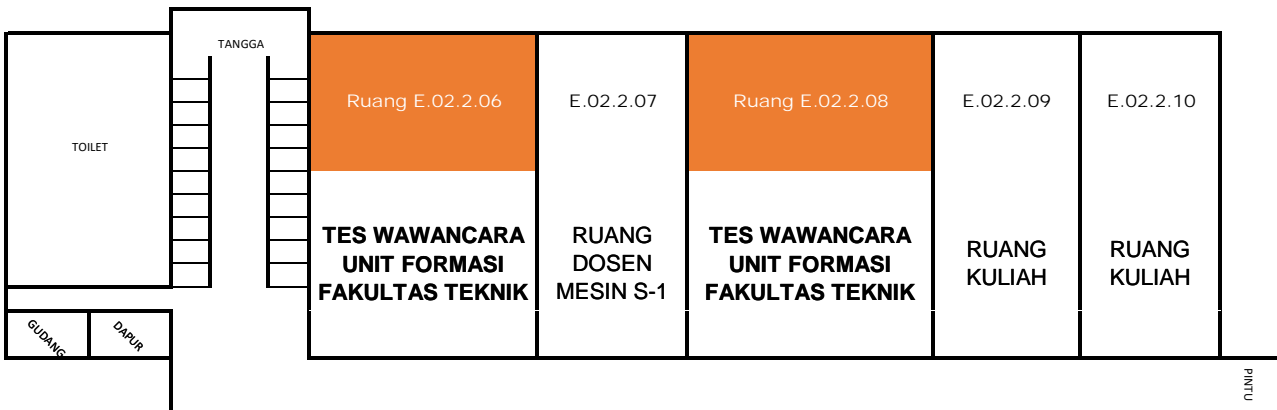 TANGGA
TOILET
Ruang E.02.2.06
E.02.2.07
Ruang E.02.2.08
E.02.2.09
E.02.2.10
TES WAWANCARA
UNIT FORMASI
FAKULTAS TEKNIK
RUANG
DOSEN
MESIN S-1
TES WAWANCARA
UNIT FORMASI
FAKULTAS TEKNIK
RUANG
KULIAH
RUANG
KULIAH
GUDANG
DAPUR
PINTU